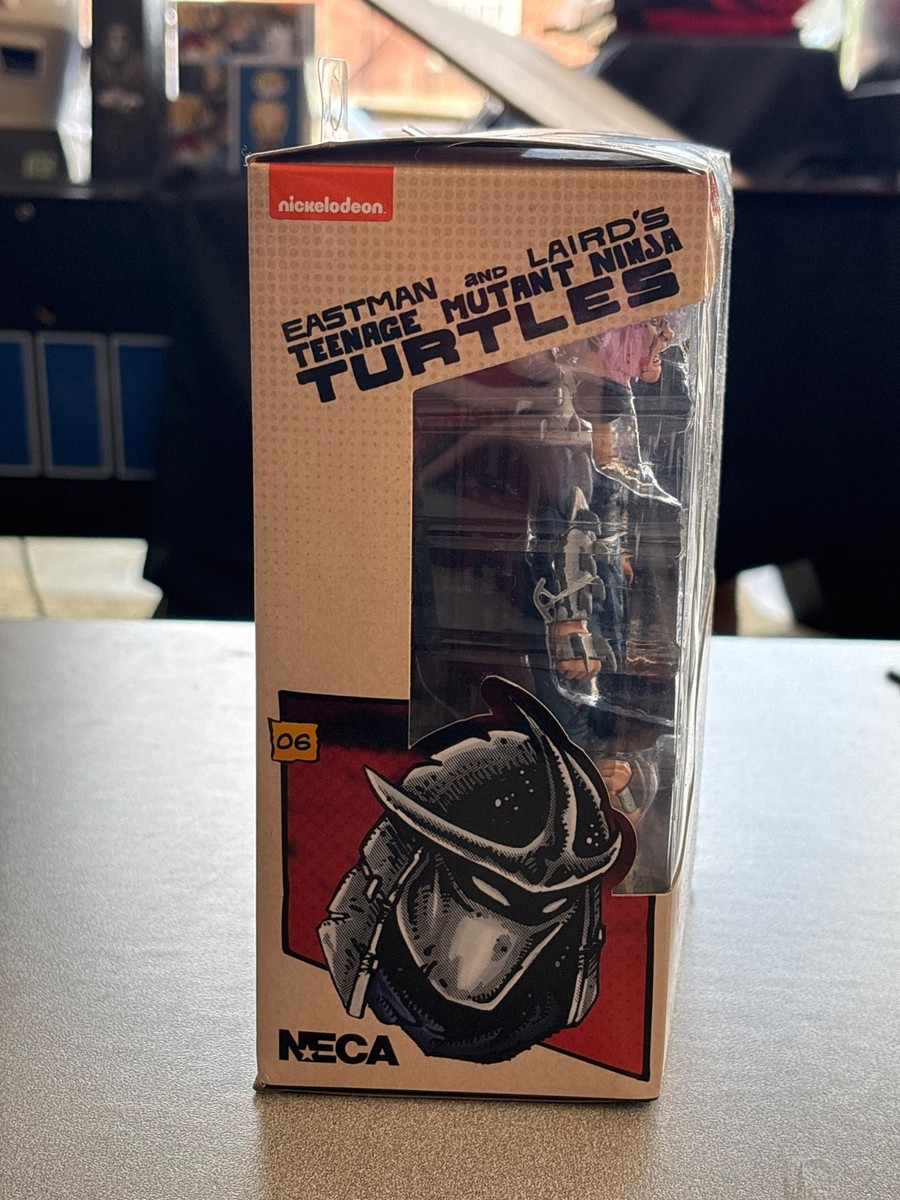 nickelodeon
EASTMAN AND LAIRD'S
TEENAGE MUTANT NINJA
TURTLES
06
NECA